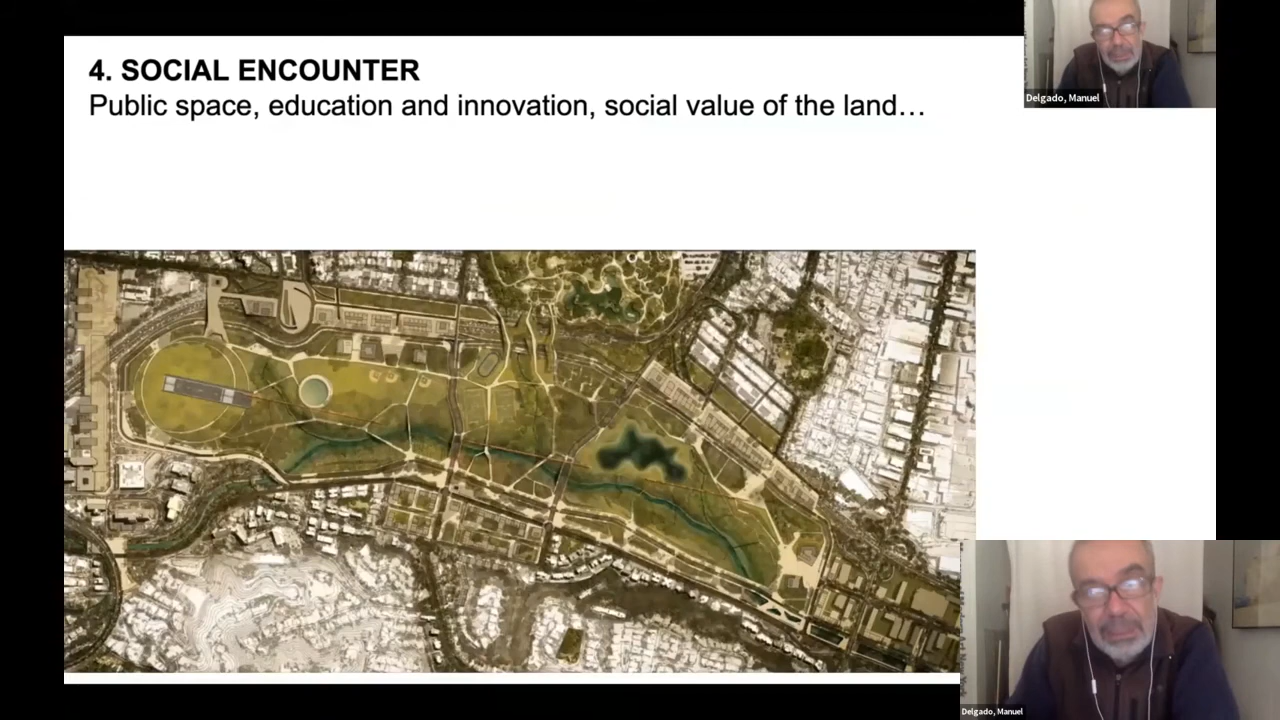 4. SOCIAL ENCOUNTER
Public space, education and innovation, social value of the land…
Delgado, Manuel
Delgado, Manuel